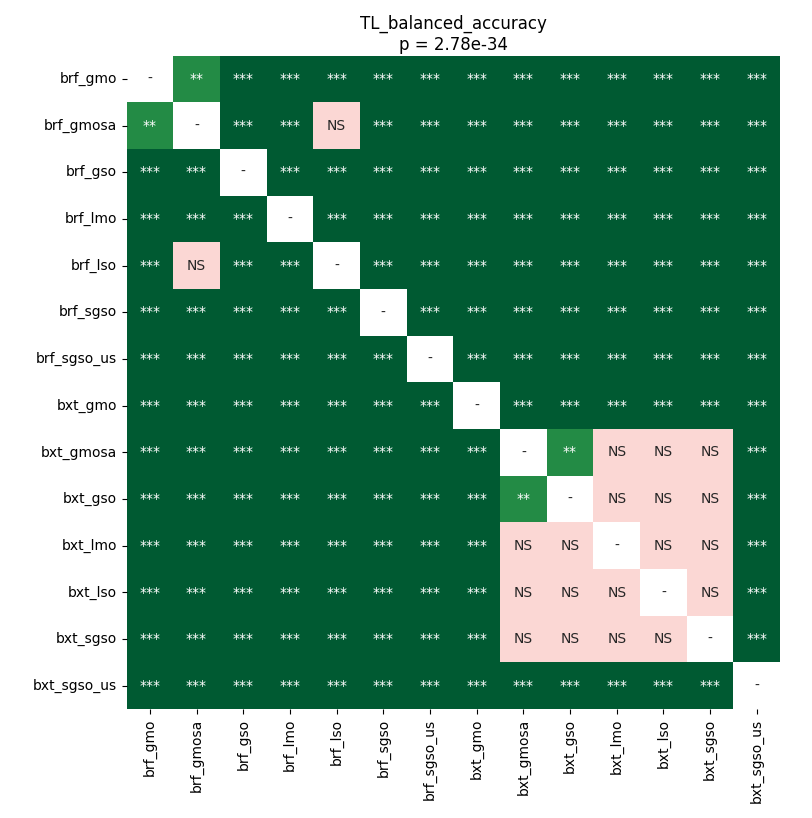 TL_balanced_accuracy
p = 2.78e-34
brf_gmo - ** *** *** *** *** *** *** *** *** *** *** *** ***
brf_gmosa ** - *** *** NS *** *** *** *** *** *** *** *** ***
brf_gso *** *** - *** *** *** *** *** *** *** *** *** *** ***
brf_lmo *** *** *** - *** *** *** *** *** *** *** *** *** ***
brf_lso *** NS *** *** - *** *** *** *** *** *** *** *** ***
brf_sgso *** *** *** *** *** - *** *** *** *** *** *** *** ***
brf_sgso_us *** *** *** *** *** *** - *** *** *** *** *** *** ***
bxt_gmo *** *** *** *** *** *** *** - *** *** *** *** *** ***
bxt_gmosa *** *** *** *** *** *** *** *** - ** NS NS NS ***
bxt_gso *** *** *** *** *** *** *** *** ** - NS NS NS ***
bxt_lmo *** *** *** *** *** *** *** *** NS NS - NS NS ***
bxt_lso *** *** *** *** *** *** *** *** NS NS NS - NS ***
bxt_sgso *** *** *** *** *** *** *** *** NS NS NS NS - ***
bxt_sgso_us *** *** *** *** *** *** *** *** *** *** *** *** *** -
brf_gmo brf_gmosa brf_gso brf_lmo brf_lso brf_sgso brf_sgso_us bxt_gmo bxt_gmosa bxt_gso bxt_lmo bxt_lso bxt_sgso bxt_sgso_us